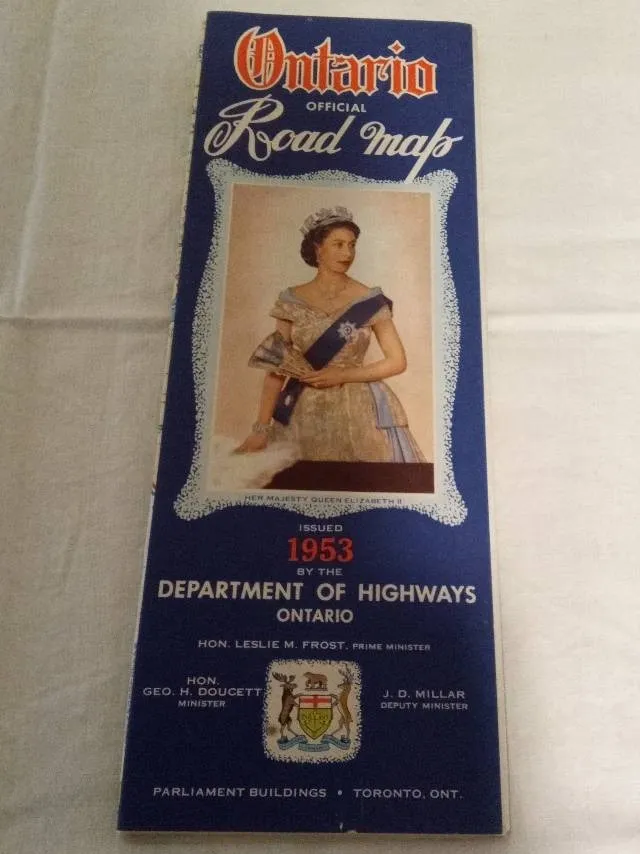 Ontario
OFFICIAL
Road map
HER MAJESTY QUEEN ELIZABETH II
ISSUED
1953
BY THE
DEPARTMENT OF HIGHWAYS
ONTARIO
HON. LESLIE M. FROST, PRIME MINISTER
HON.
GEO. H. DOUCETT
MINISTER
J. D. MILLAR
DEPUTY MINISTER
PARLIAMENT BUILDINGS • TORONTO, ONT.